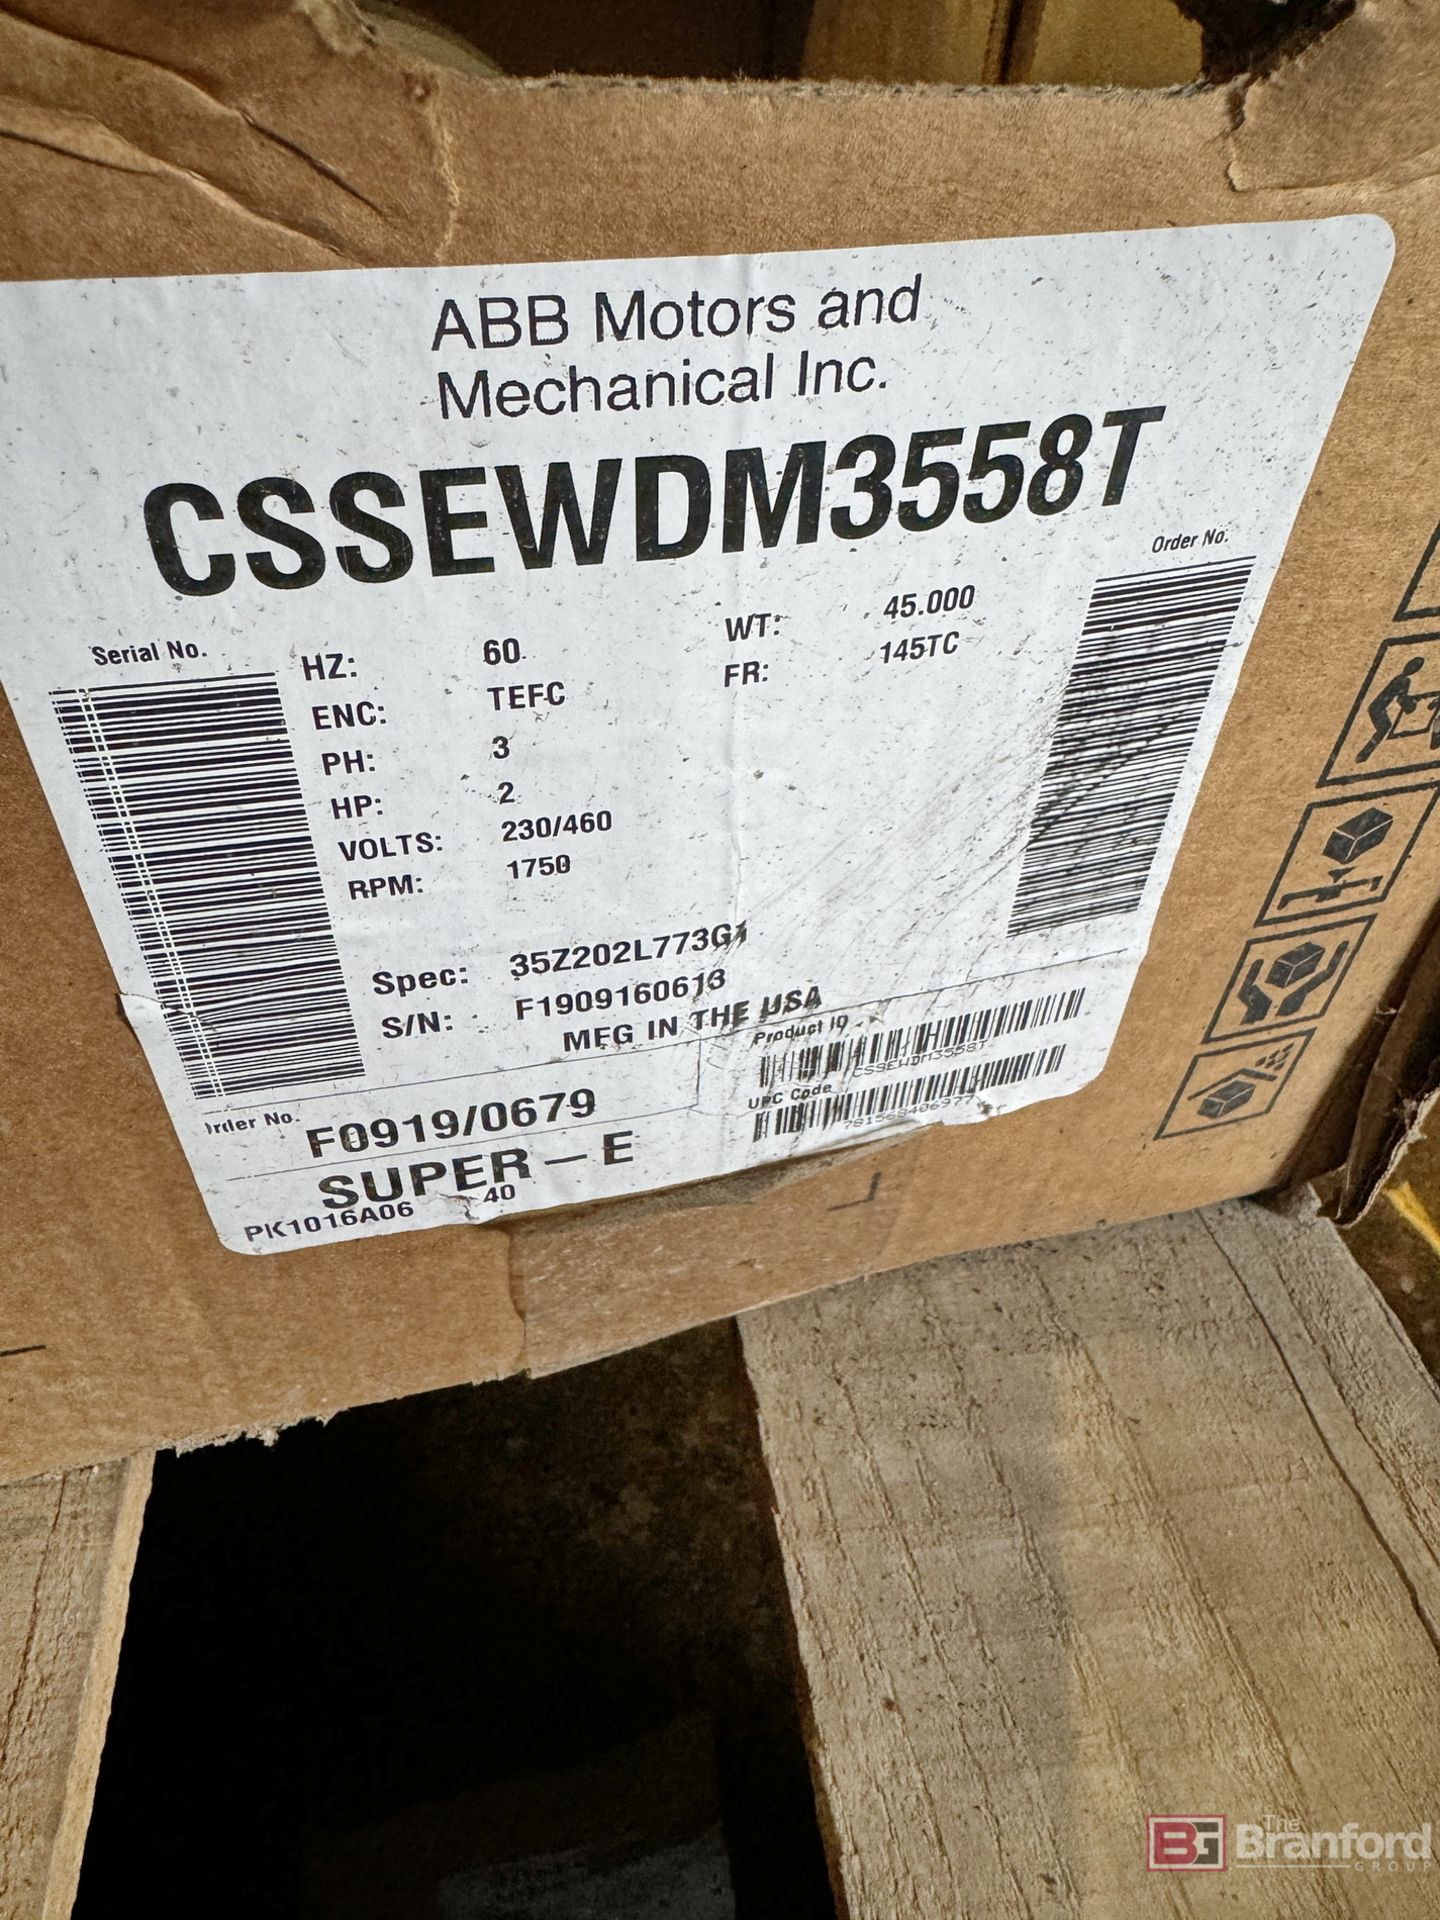 ABB Motors and
Mechanical Inc.
CSSEWDM3558T
Order No.
Serial No.
HZ: 60 WT: 45.000
ENC: TEFC FR: 145TC
PH: 3
HP: 2
VOLTS: 230/460
RPM: 1750
Spec: 35Z202L773G1
S/N: F1909160613
MFG IN THE USA
Product ID
CSSEWDM3558T
UPC Code
Order No. F0919/0679
SUPER - E
PK1016A06 40
BG The Branford GROUP